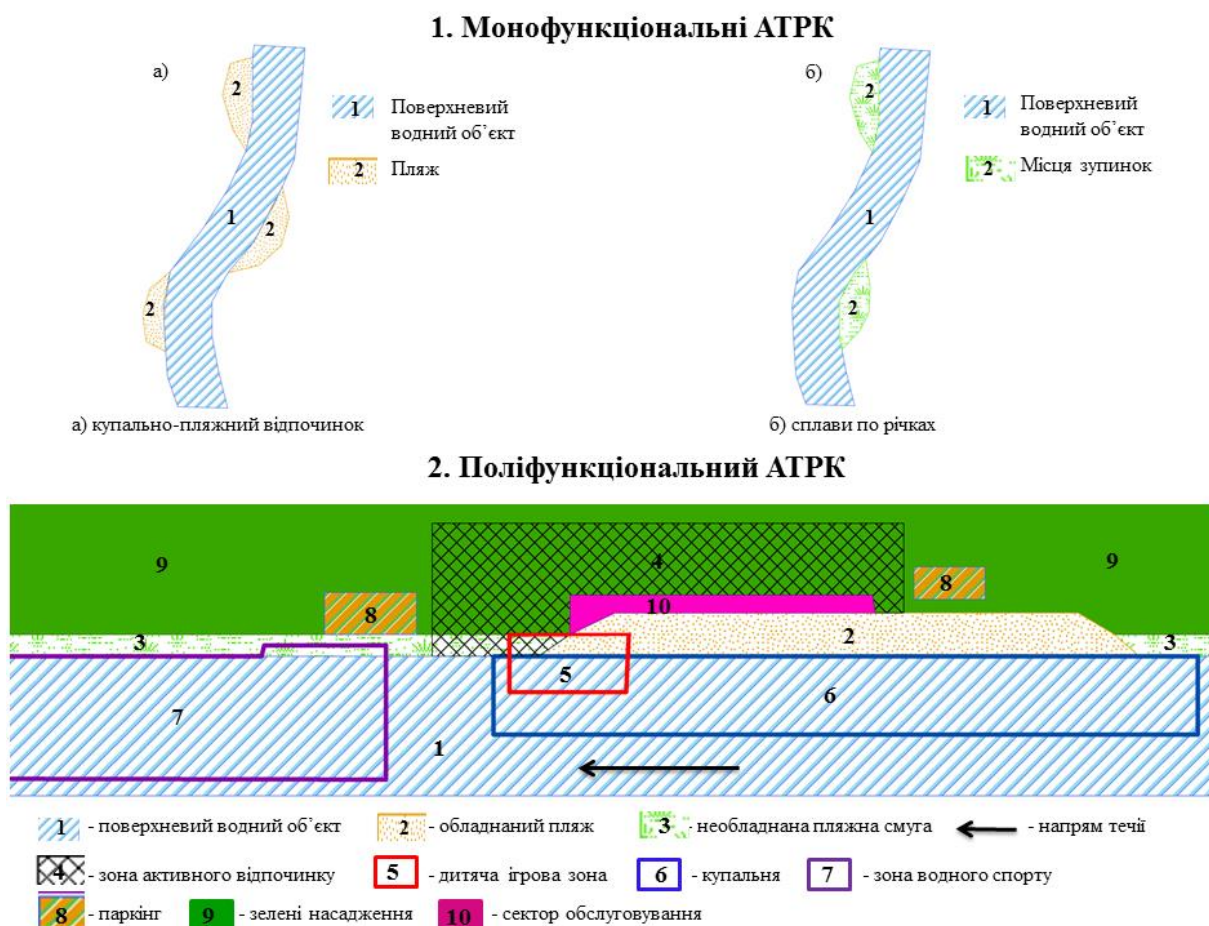 1. Монофункціональні АТРК
а)
2
1
Поверхневий
водний об’єкт
2
Пляж
1
2
2
а) купально-пляжний відпочинок
б)
2
1
Поверхневий
водний об’єкт
2
Місця зупинок
1
2
б) сплави по річках
2. Поліфункціональний АТРК
9
4
9
8
8
10
3
2
3
5
6
7
1
1 - поверхневий водний об’єкт
2 - обладнаний пляж
3 - необладнана пляжна смуга
- напрям течії
4 - зона активного відпочинку
5 - дитяча ігрова зона
6 - купальня
7 - зона водного спорту
8 - паркінг
9 - зелені насадження
10 - сектор обслуговування